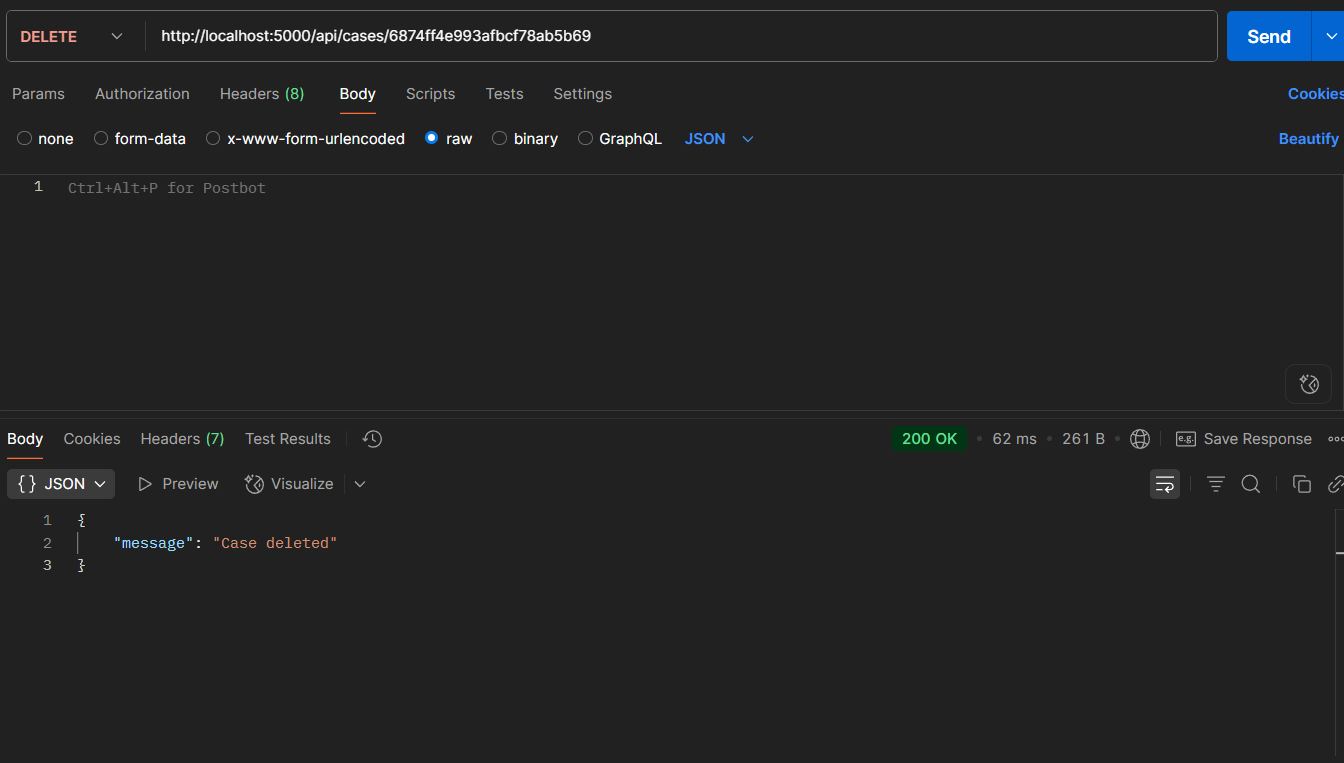 DELETE http://localhost:5000/api/cases/6874ff4e993afbcf78ab5b69 Send
Params Authorization Headers (8) Body Scripts Tests Settings Cookies
none form-data x-www-form-urlencoded raw binary GraphQL JSON Beautify
1 Ctrl+Alt+P for Postbot
Body Cookies Headers (7) Test Results 200 OK 62 ms 261 B e.g. Save Response
{} JSON Preview Visualize
1 {
2 "message": "Case deleted"
3 }